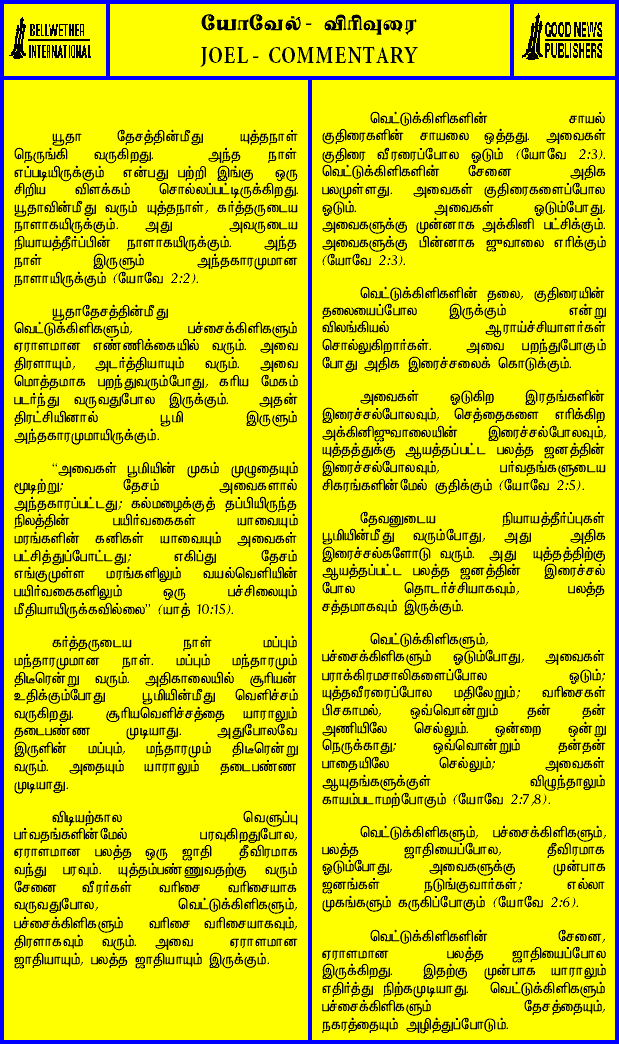 BELLWETHER
INTERNATIONAL
யோவேல் - விரிவுரை
JOEL - COMMENTARY
GOOD NEWS
PUBLISHERS
யூதா தேசத்தின்மீது யுத்தநாள்
நெருங்கி வருகிறது. அந்த நாள்
எப்படியிருக்கும் என்பது பற்றி இங்கு ஒரு
சிறிய விளக்கம் சொல்லப்பட்டிருக்கிறது.
யூதாவின்மீது வரும் யுத்தநாள், கர்த்தருடைய
நாளாகயிருக்கும். அது அவருடைய
நியாயத்தீர்ப்பின் நாளாகயிருக்கும். அந்த
நாள் இருளும் அந்தகாரமுமான
நாளாயிருக்கும் (யோவே 2:2).
யூதாதேசத்தின்மீது
வெட்டுக்கிளிகளும், பச்சைக்கிளிகளும்
ஏராளமான எண்ணிக்கையில் வரும். அவை
திரளாயும், அடர்த்தியாயும் வரும். அவை
மொத்தமாக பறந்துவரும்போது, கரிய மேகம்
படர்ந்து வருவதுபோல இருக்கும். அதன்
திரட்சியினால் பூமி இருளும்
அந்தகாரமுமாயிருக்கும்.
“அவைகள் பூமியின் முகம் முழுதையும்
மூடிற்று; தேசம் அவைகளால்
அந்தகாரப்பட்டது; கல்மழைக்குத் தப்பியிருந்த
நிலத்தின் பயிர்வகைகள் யாவையும்
மரங்களின் கனிகள் யாவையும் அவைகள்
பட்சித்துப்போட்டது; எகிப்து தேசம்
எங்குமுள்ள மரங்களிலும் வயல்வெளியின்
பயிர்வகைகளிலும் ஒரு பச்சிலையும்
மீதியாயிருக்கவில்லை” (யாத் 10:15).
கர்த்தருடைய நாள் மப்பும்
மந்தாரமுமான நாள். மப்பும் மந்தாரமும்
திடீரென்று வரும். அதிகாலையில் சூரியன்
உதிக்கும்போது பூமியின்மீது வெளிச்சம்
வருகிறது. சூரியவெளிச்சத்தை யாராலும்
தடைபண்ண முடியாது. அதுபோலவே
இருளின் மப்பும், மந்தாரமும் திடீரென்று
வரும். அதையும் யாராலும் தடைபண்ண
முடியாது.
விடியற்கால வெளுப்பு
பர்வதங்களின்மேல் பரவுகிறதுபோல,
ஏராளமான பலத்த ஒரு ஜாதி தீவிரமாக
வந்து பரவும். யுத்தம்பண்ணுவதற்கு வரும்
சேனை வீரர்கள் வரிசை வரிசையாக
வருவதுபோல, வெட்டுக்கிளிகளும்,
பச்சைக்கிளிகளும் வரிசை வரிசையாகவும்,
திரளாகவும் வரும். அவை ஏராளமான
ஜாதியாயும், பலத்த ஜாதியாயும் இருக்கும்.
வெட்டுக்கிளிகளின் சாயல்
குதிரைகளின் சாயலை ஒத்தது. அவைகள்
குதிரை வீரரைப்போல ஓடும் (யோவே 2:3).
வெட்டுக்கிளிகளின் சேனை அதிக
பலமுள்ளது. அவைகள் குதிரைகளைப்போல
ஓடும். அவைகள் ஓடும்போது,
அவைகளுக்கு முன்னாக அக்கினி பட்சிக்கும்.
அவைகளுக்கு பின்னாக ஜுவாலை எரிக்கும்
(யோவே 2:3).
வெட்டுக்கிளிகளின் தலை, குதிரையின்
தலையைப்போல இருக்கும் என்று
விலங்கியல் ஆராய்ச்சியாளர்கள்
சொல்லுகிறார்கள். அவை பறந்துபோகும்
போது அதிக இரைச்சலைக் கொடுக்கும்.
அவைகள் ஓடுகிற இரதங்களின்
இரைச்சல்போலவும், செத்தைகளை எரிக்கிற
அக்கினிஜுவாலையின் இரைச்சல்போலவும்,
யுத்தத்துக்கு ஆயத்தப்பட்ட பலத்த ஜனத்தின்
இரைச்சல்போலவும், பர்வதங்களுடைய
சிகரங்களின்மேல் குதிக்கும் (யோவே 2:5).
தேவனுடைய நியாயத்தீர்ப்புகள்
பூமியின்மீது வரும்போது, அது அதிக
இரைச்சல்களோடு வரும். அது யுத்தத்திற்கு
ஆயத்தப்பட்ட பலத்த ஜனத்தின் இரைச்சல்
போல தொடர்ச்சியாகவும், பலத்த
சத்தமாகவும் இருக்கும்.
வெட்டுக்கிளிகளும்,
பச்சைக்கிளிகளும் ஓடும்போது, அவைகள்
பராக்கிரமசாலிகளைப்போல ஓடும்;
யுத்தவீரரைப்போல மதிலேறும்; வரிசைகள்
பிசகாமல், ஒவ்வொன்றும் தன் தன்
அணியிலே செல்லும். ஒன்றை ஒன்று
நெருக்காது; ஒவ்வொன்றும் தன்தன்
பாதையிலே செல்லும்; அவைகள்
ஆயுதங்களுக்குள் விழுந்தாலும்
காயம்படாமற்போகும் (யோவே 2:7,8).
வெட்டுக்கிளிகளும், பச்சைக்கிளிகளும்,
பலத்த ஜாதியைப்போல, தீவிரமாக
ஓடும்போது, அவைகளுக்கு முன்பாக
ஜனங்கள் நடுங்குவார்கள்; எல்லா
முகங்களும் கருகிப்போகும் (யோவே 2:6).
வெட்டுக்கிளிகளின் சேனை,
ஏராளமான பலத்த ஜாதியைப்போல
இருக்கிறது. இதற்கு முன்பாக யாராலும்
எதிர்த்து நிற்கமுடியாது. வெட்டுக்கிளிகளும்
பச்சைக்கிளிகளும் தேசத்தையும்,
நகரத்தையும் அழித்துப்போடும்.